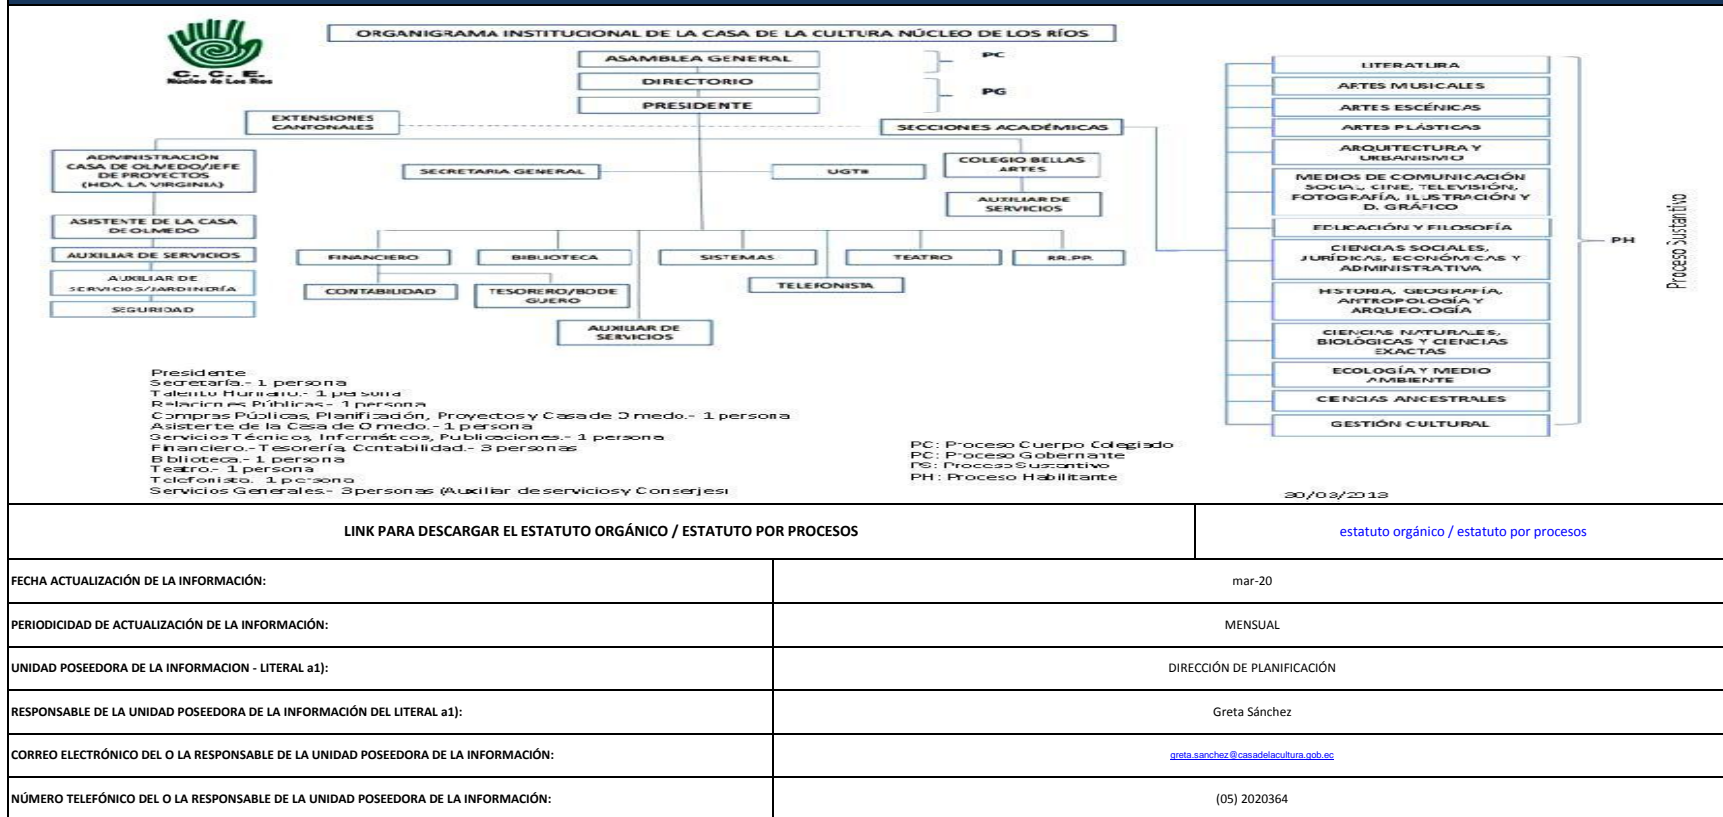 ORGANIGRAMA INSTITUCIONAL DE LA CASA DE LA CULTURA NÚCLEO DE LOS RÍOS
C. C. E.
Núcleo de Los Ríos
ASAMBLEA GENERAL
PC
DIRECTORIO
PG
PRESIDENTE
EXTENSIONES
CANTONALES
SECCIONES ACADÉMICAS
ADMINISTRACIÓN
CASA DE OLMEDO/JEFE
DE PROYECTOS
(HDA. LA VIRGINIA)
SECRETARIA GENERAL
UGTH
COLEGIO BELLAS
ARTES
AUXILIAR DE
SERVICIOS
ASISTENTE DE LA CASA
DE OLMEDO
AUXILIAR DE SERVICIOS
AUXILIAR DE
SERVICIOS/JARDINERÍA
SEGURIDAD
FINANCIERO
BIBLIOTECA
SISTEMAS
TEATRO
RR.PP.
CONTABILIDAD
TESORERO/BODE
GUERO
TELEFONISTA
AUXILIAR DE
SERVICIOS
LITERATURA
ARTES MUSICALES
ARTES ESCÉNICAS
ARTES PLÁSTICAS
ARQUITECTURA Y
URBANISMO
MEDIOS DE COMUNICACIÓN
SOCIAL, CINE, TELEVISIÓN,
FOTOGRAFÍA, ILUSTRACIÓN Y
D. GRÁFICO
EDUCACIÓN Y FILOSOFÍA
CIENCIAS SOCIALES,
JURÍDICAS, ECONÓMICAS Y
ADMINISTRATIVA
HISTORIA, GEOGRAFÍA,
ANTROPOLOGÍA Y
ARQUEOLOGÍA
CIENCIAS NATURALES,
BIOLÓGICAS Y CIENCIAS
EXACTAS
ECOLOGÍA Y MEDIO
AMBIENTE
CIENCIAS ANCESTRALES
GESTIÓN CULTURAL
PH
Proceso Sustantivo
Presidente
Secretaría.- 1 persona
Talento Humano.- 1 persona
Relaciones Públicas.- 1 persona
Compras Públicas, Planificación, Proyectos y Casa de Olmedo.- 1 persona
Asistente de la Casa de Olmedo.- 1 persona
Servicios Técnicos, Informáticos, Publicaciones.- 1 persona
Financiero.- Tesorería, Contabilidad.- 3 personas
Biblioteca.- 1 persona
Teatro.- 1 persona
Telefonista.- 1 persona
Servicios Generales.- 3personas (Auxiliar de servicios y Conserjes)
PC: Proceso Cuerpo Colegiado
PC: Proceso Gobernante
PS: Proceso Sustantivo
PH: Proceso Habilitante
LINK PARA DESCARGAR EL ESTATUTO ORGÁNICO / ESTATUTO POR PROCESOS
estatuto orgánico / estatuto por procesos
FECHA ACTUALIZACIÓN DE LA INFORMACIÓN:
mar-20
PERIODICIDAD DE ACTUALIZACIÓN DE LA INFORMACIÓN:
MENSUAL
UNIDAD POSEEDORA DE LA INFORMACION - LITERAL a1):
DIRECCIÓN DE PLANIFICACIÓN
RESPONSABLE DE LA UNIDAD POSEEDORA DE LA INFORMACIÓN DEL LITERAL a1):
Greta Sánchez
CORREO ELECTRÓNICO DEL O LA RESPONSABLE DE LA UNIDAD POSEEDORA DE LA INFORMACIÓN:
greta.sanchez@casadelacultura.gob.ec
NÚMERO TELEFÓNICO DEL O LA RESPONSABLE DE LA UNIDAD POSEEDORA DE LA INFORMACIÓN:
(05) 2020364